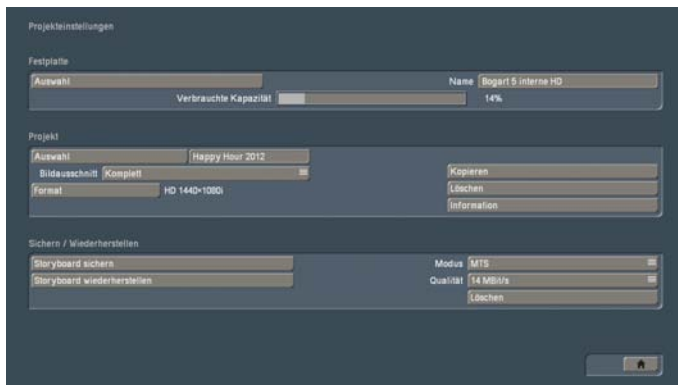 Projekteinstellungen
Festplatte
Auswahl
Name Bogart 5 interne HD
Verbrauchte Kapazität 14%
Projekt
Auswahl Happy Hour 2012
Bildausschnitt Komplett
Kopieren
Format HD 1440×1080i
Löschen
Information
Sichern / Wiederherstellen
Storyboard sichern
Modus MTS
Storyboard wiederherstellen
Qualität 14 MBit/s
Löschen